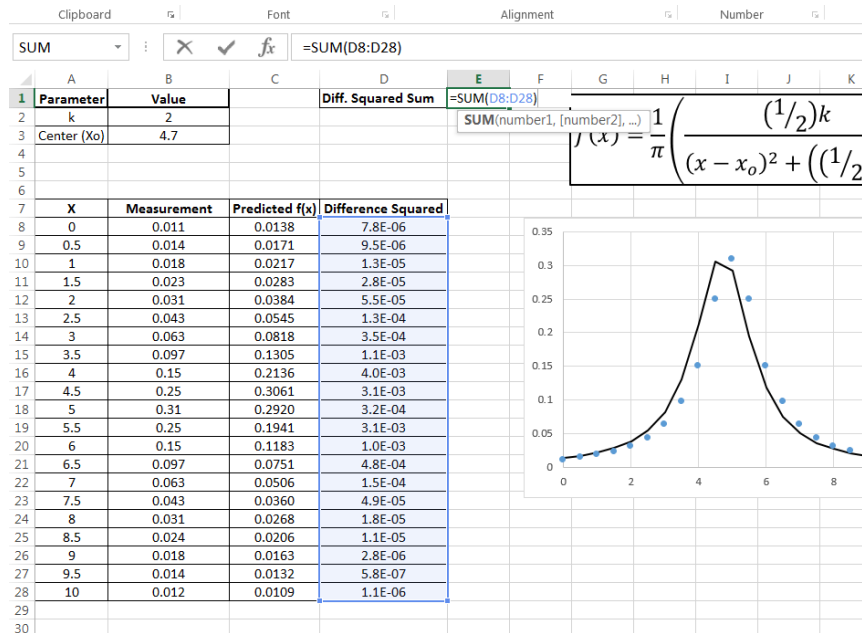 Clipboard Font Alignment Number
SUM =SUM(D8:D28)
A B C D E F G H I J K
1 Parameter Value Diff. Squared Sum =SUM(D8:D28)
2 k 2 SUM(number1, [number2], ...)
3 Center (Xo) 4.7
f(x) = 1/π ( (1/2)k / (x − x₀)² + ((1/2
4
5
6
7 X Measurement Predicted f(x) Difference Squared
8 0 0.011 0.0138 7.8E-06
9 0.5 0.014 0.0171 9.5E-06
10 1 0.018 0.0217 1.3E-05
11 1.5 0.023 0.0283 2.8E-05
12 2 0.031 0.0384 5.5E-05
13 2.5 0.043 0.0545 1.3E-04
14 3 0.063 0.0818 3.5E-04
15 3.5 0.097 0.1305 1.1E-03
16 4 0.15 0.2136 4.0E-03
17 4.5 0.25 0.3061 3.1E-03
18 5 0.31 0.2920 3.2E-04
19 5.5 0.25 0.1941 3.1E-03
20 6 0.15 0.1183 1.0E-03
21 6.5 0.097 0.0751 4.8E-04
22 7 0.063 0.0506 1.5E-04
23 7.5 0.043 0.0360 4.9E-05
24 8 0.031 0.0268 1.8E-05
25 8.5 0.024 0.0206 1.1E-05
26 9 0.018 0.0163 2.8E-06
27 9.5 0.014 0.0132 5.8E-07
28 10 0.012 0.0109 1.1E-06
29
30
0.35
0.3
0.25
0.2
0.15
0.1
0.05
0
0 2 4 6 8